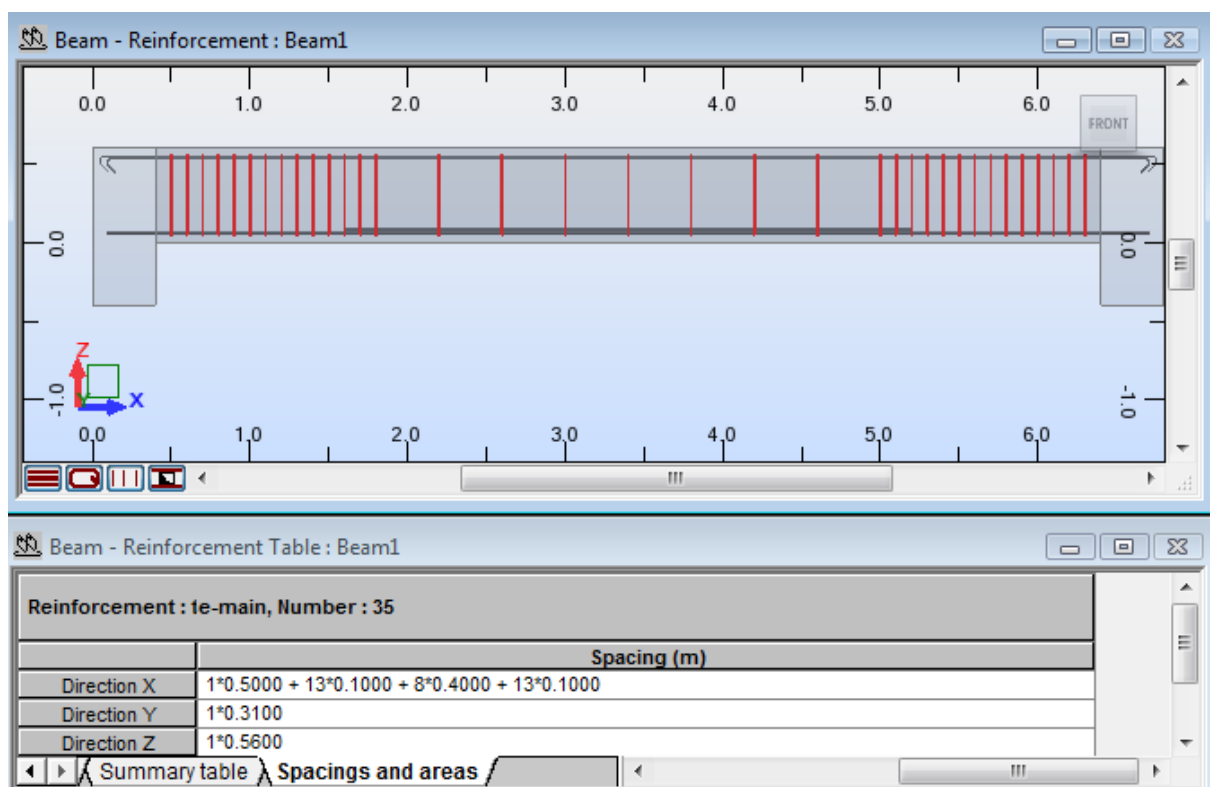 Beam - Reinforcement : Beam1
0.0 1.0 2.0 3.0 4.0 5.0 6.0
FRONT
0.0 0.0
Z
Y X
-1.0 -1.0
0,0 1,0 2,0 3,0 4,0 5,0 6,0
Beam - Reinforcement Table : Beam1
Reinforcement : te-main, Number : 35
Spacing (m)
Direction X 1*0.5000 + 13*0.1000 + 8*0.4000 + 13*0.1000
Direction Y 1*0.3100
Direction Z 1*0.5600
Summary table Spacings and areas